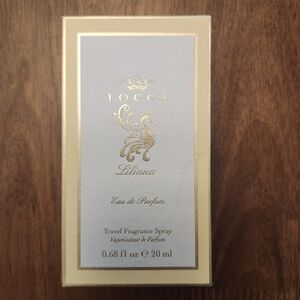 TOCCA
Liliana
Eau de Parfum
Travel Fragrance Spray
Vaporisateur de Parfum
0.68 fl oz ℮ 20 ml